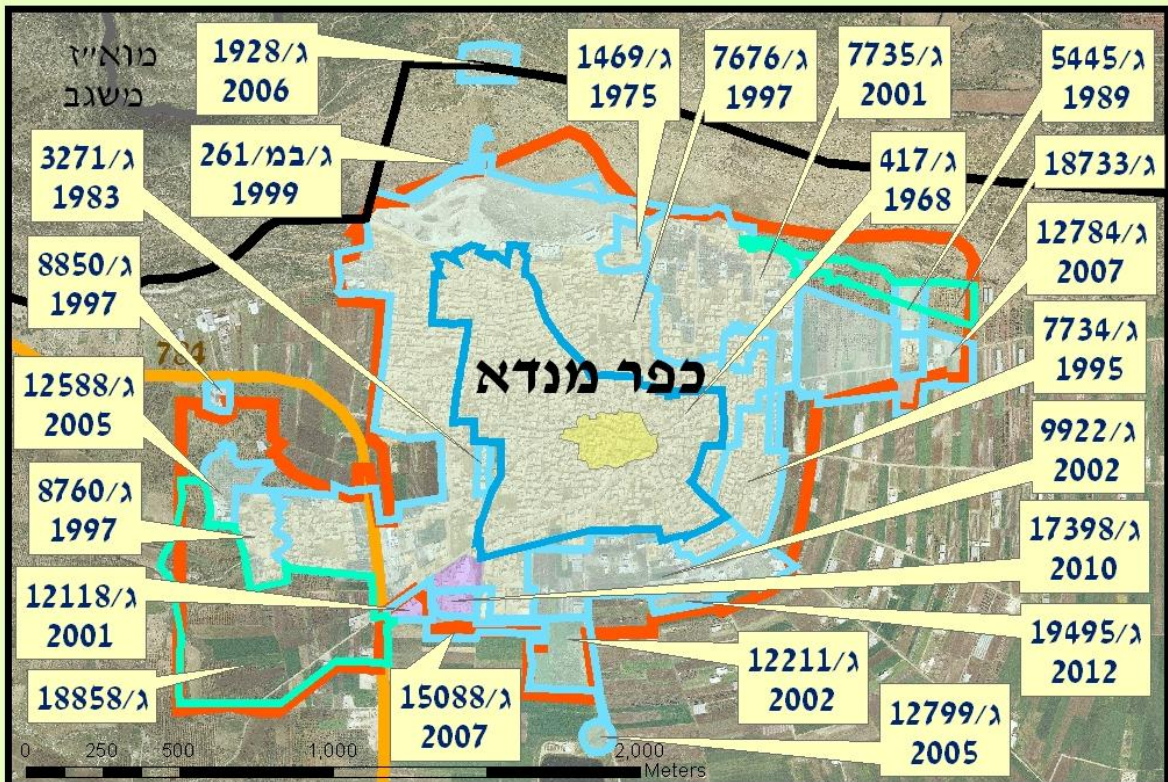 מוא''ז
משגב
ג/1928
2006
ג/1469
1975
ג/7676
1997
ג/7735
2001
ג/5445
1989
ג/3271
1983
ג/במ/261
1999
ג/417
1968
ג/18733
ג/8850
1997
ג/12784
2007
784
כפר מנדא
ג/7734
1995
ג/12588
2005
ג/9922
2002
ג/8760
1997
ג/17398
2010
ג/12118
2001
ג/19495
2012
ג/18858
ג/15088
2007
ג/12211
2002
ג/12799
2005
0 250 500 1,000 2,000
Meters